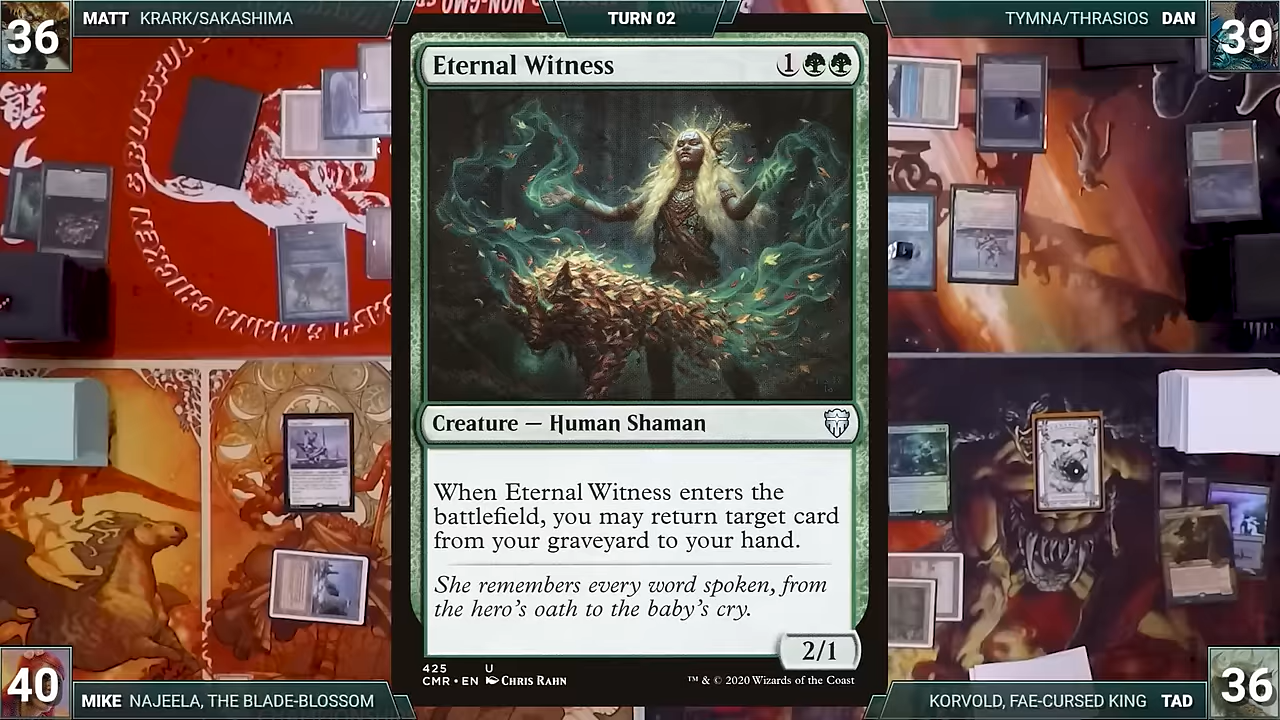 36
MATT KRARK/SAKASHIMA
TURN 02
TYMNA/THRASIOS DAN
39
Eternal Witness
1
Creature — Human Shaman
When Eternal Witness enters the
battlefield, you may return target card
from your graveyard to your hand.
She remembers every word spoken, from
the hero's oath to the baby's cry.
2/1
425 U
CMR • EN CHRIS RAHN
™ & © 2020 Wizards of the Coast
CHICKEN
40
MIKE NAJEELA, THE BLADE-BLOSSOM
KORVOLD, FAE-CURSED KING TAD
36